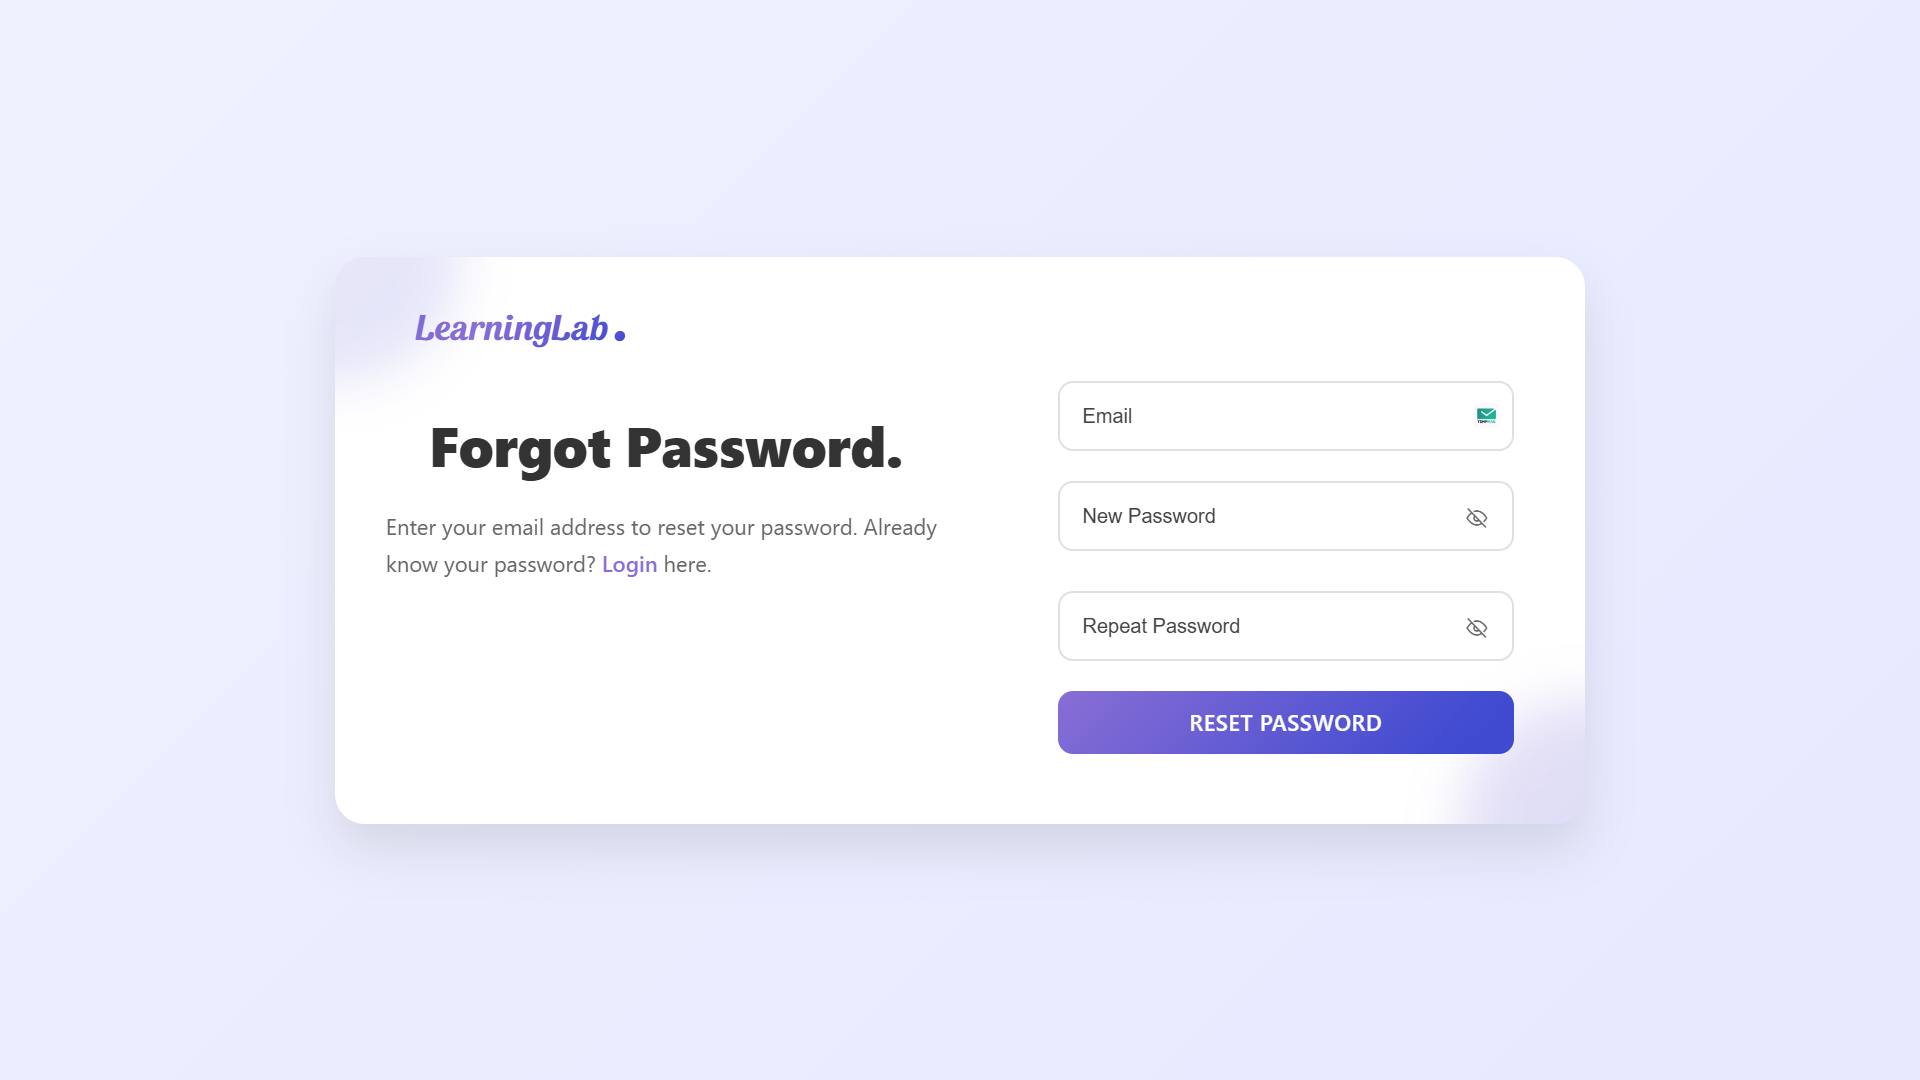 LearningLab.
Forgot Password.
Enter your email address to reset your password. Already
know your password? Login here.
Email
New Password
Repeat Password
RESET PASSWORD